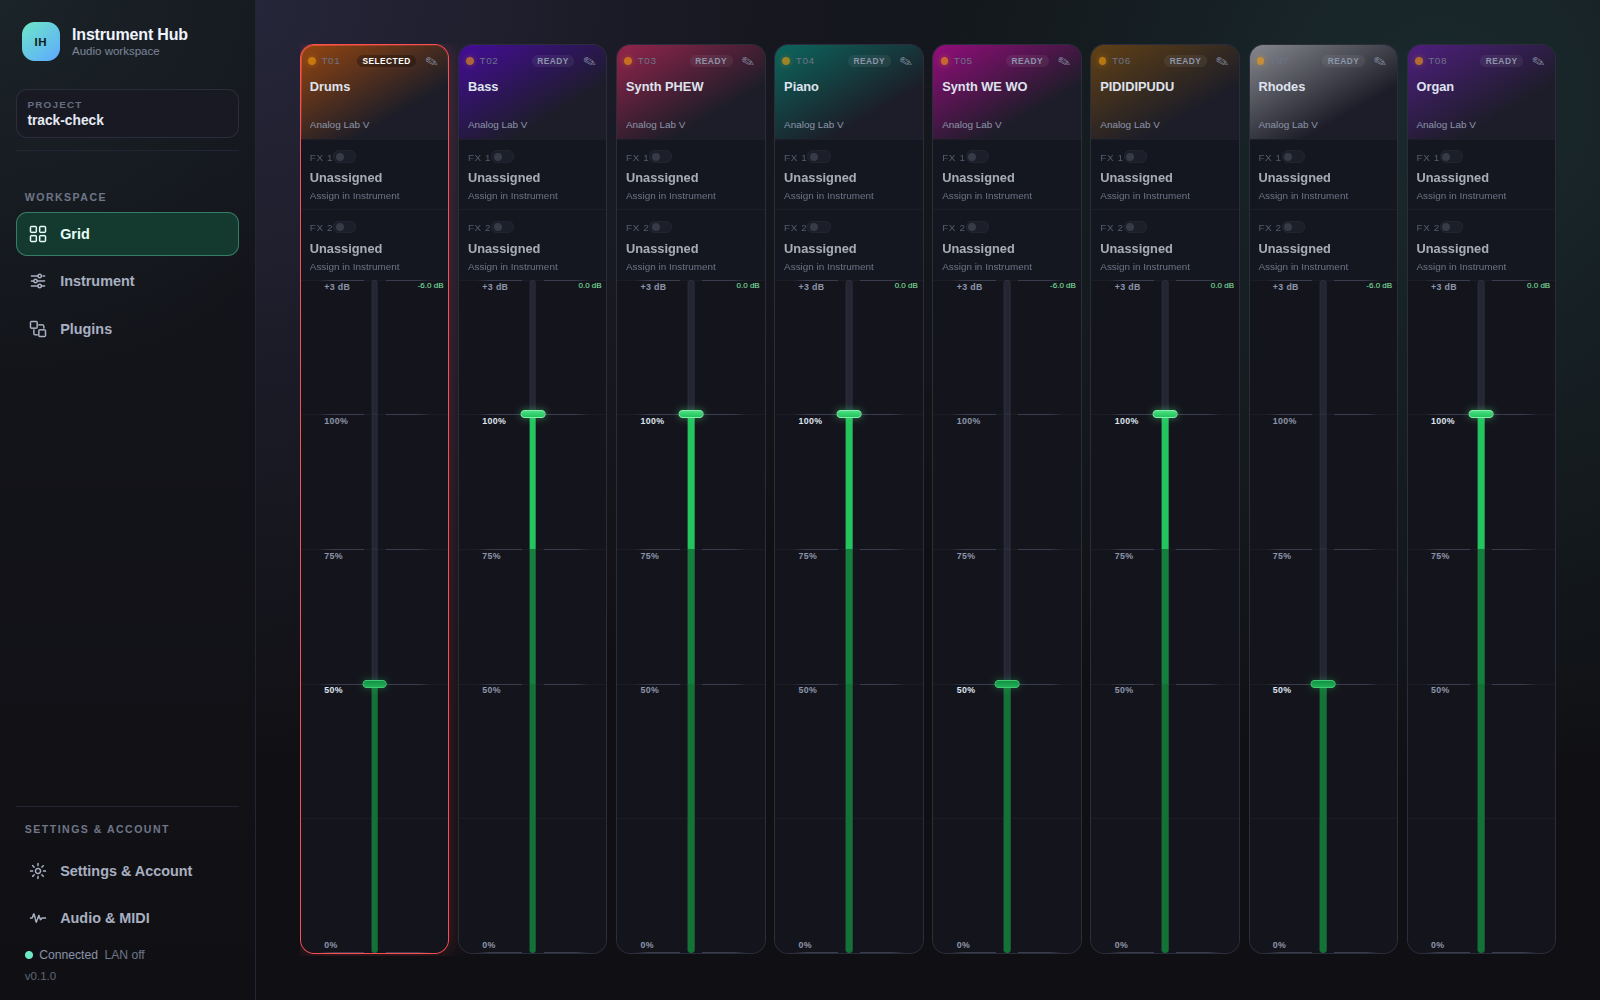 IH
Instrument Hub
Audio workspace
PROJECT
track-check
WORKSPACE
Grid
Instrument
Plugins
SETTINGS & ACCOUNT
Settings & Account
Audio & MIDI
Connected LAN off
v0.1.0
T01 SELECTED
Drums
Analog Lab V
FX 1
Unassigned
Assign in Instrument
FX 2
Unassigned
Assign in Instrument
+3 dB -6.0 dB
100%
75%
50%
0%
T02 READY
Bass
Analog Lab V
FX 1
Unassigned
Assign in Instrument
FX 2
Unassigned
Assign in Instrument
+3 dB 0.0 dB
100%
75%
50%
0%
T03 READY
Synth PHEW
Analog Lab V
FX 1
Unassigned
Assign in Instrument
FX 2
Unassigned
Assign in Instrument
+3 dB 0.0 dB
100%
75%
50%
0%
T04 READY
Piano
Analog Lab V
FX 1
Unassigned
Assign in Instrument
FX 2
Unassigned
Assign in Instrument
+3 dB 0.0 dB
100%
75%
50%
0%
T05 READY
Synth WE WO
Analog Lab V
FX 1
Unassigned
Assign in Instrument
FX 2
Unassigned
Assign in Instrument
+3 dB -6.0 dB
100%
75%
50%
0%
T06 READY
PIDIDIPUDU
Analog Lab V
FX 1
Unassigned
Assign in Instrument
FX 2
Unassigned
Assign in Instrument
+3 dB 0.0 dB
100%
75%
50%
0%
READY
Rhodes
Analog Lab V
FX 1
Unassigned
Assign in Instrument
FX 2
Unassigned
Assign in Instrument
+3 dB -6.0 dB
100%
75%
50%
0%
T08 READY
Organ
Analog Lab V
FX 1
Unassigned
Assign in Instrument
FX 2
Unassigned
Assign in Instrument
+3 dB 0.0 dB
100%
75%
50%
0%